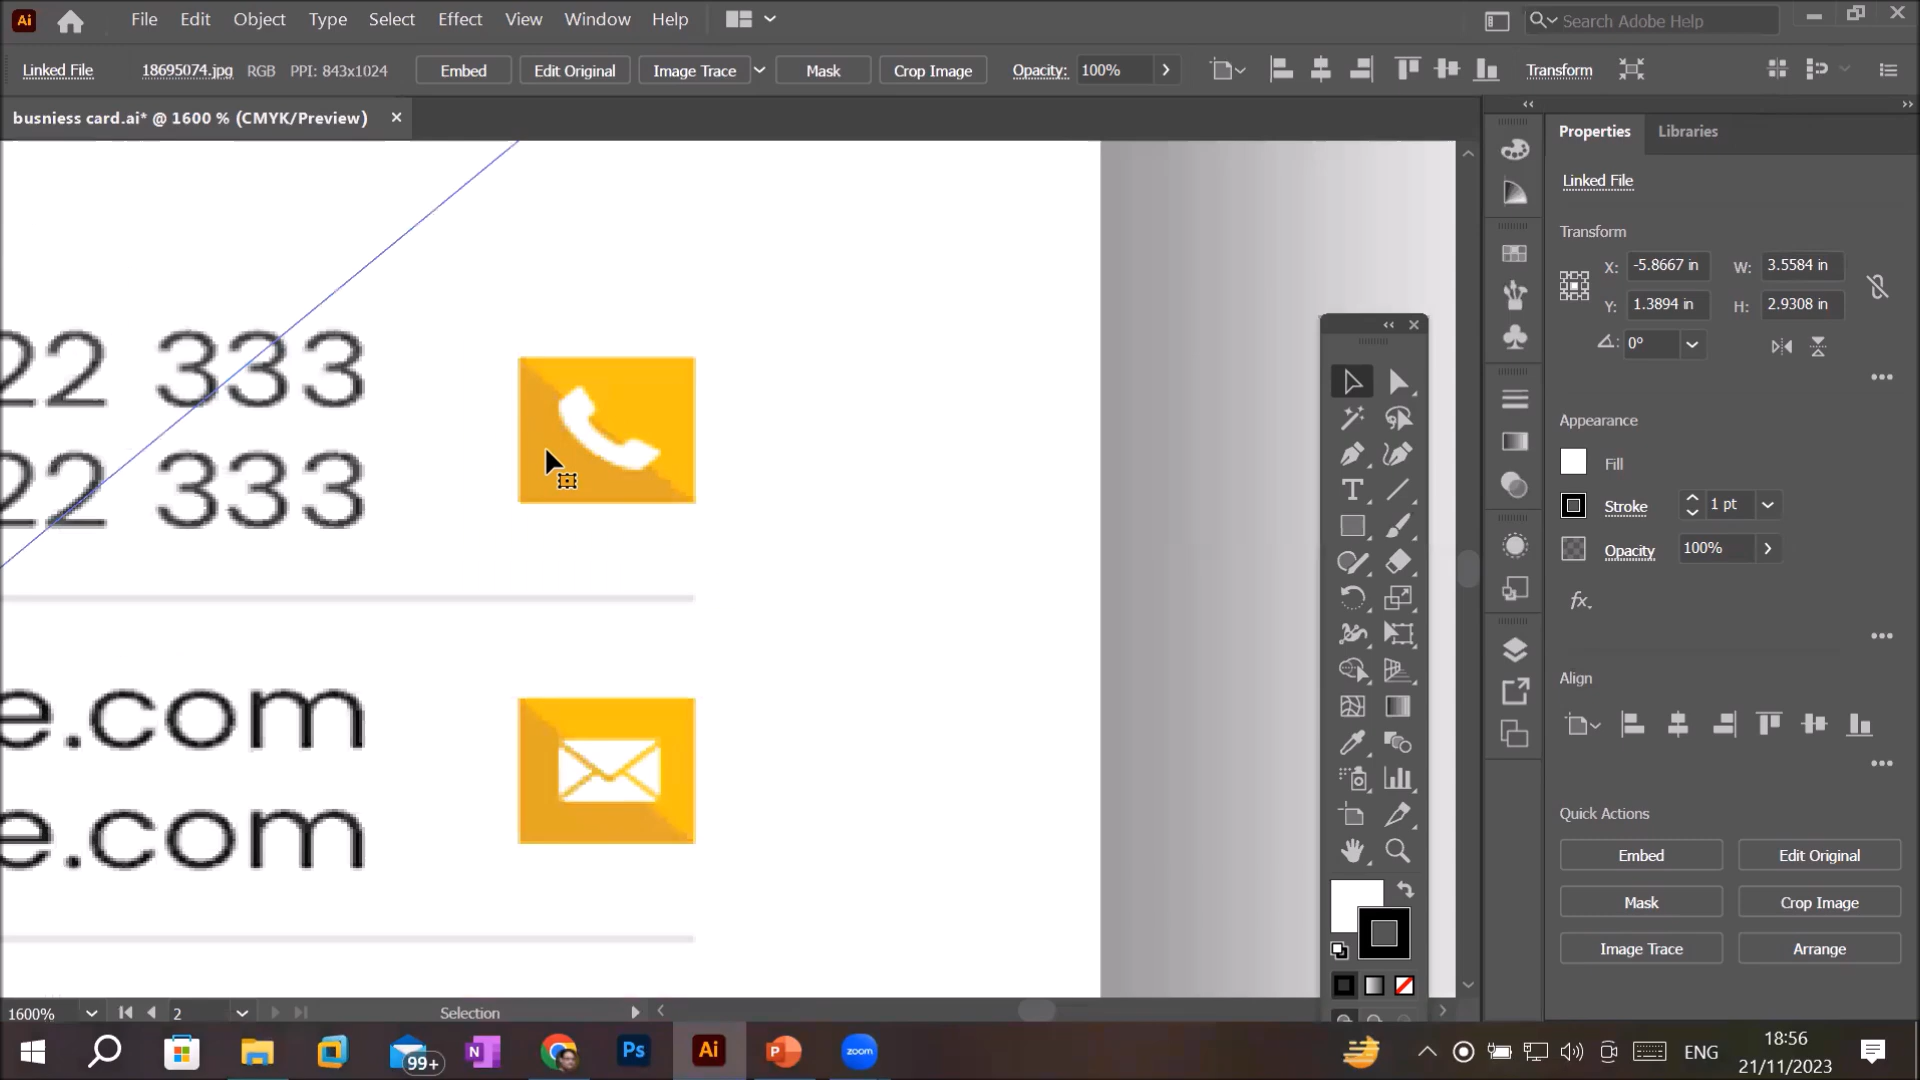 Ai File Edit Object Type Select Effect View Window Help Search Adobe Help
Linked File 18695074.jpg RGB PPI: 843x1024 Embed Edit Original Image Trace Mask Crop Image Opacity: 100% Transform
busniess card.ai* @ 1600 % (CMYK/Preview)
Properties Libraries
Linked File
Transform
X: -5.8667 in W: 3.5584 in
Y: 1.3894 in H: 2.9308 in
0°
Appearance
Fill
Stroke 1 pt
Opacity 100%
fx.
Align
Quick Actions
Embed Edit Original
Mask Crop Image
Image Trace Arrange
22 333
22 333
e.com
e.com
1600% 2 Selection
99+ N Ps Ai P zoom ENG 18:56
21/11/2023